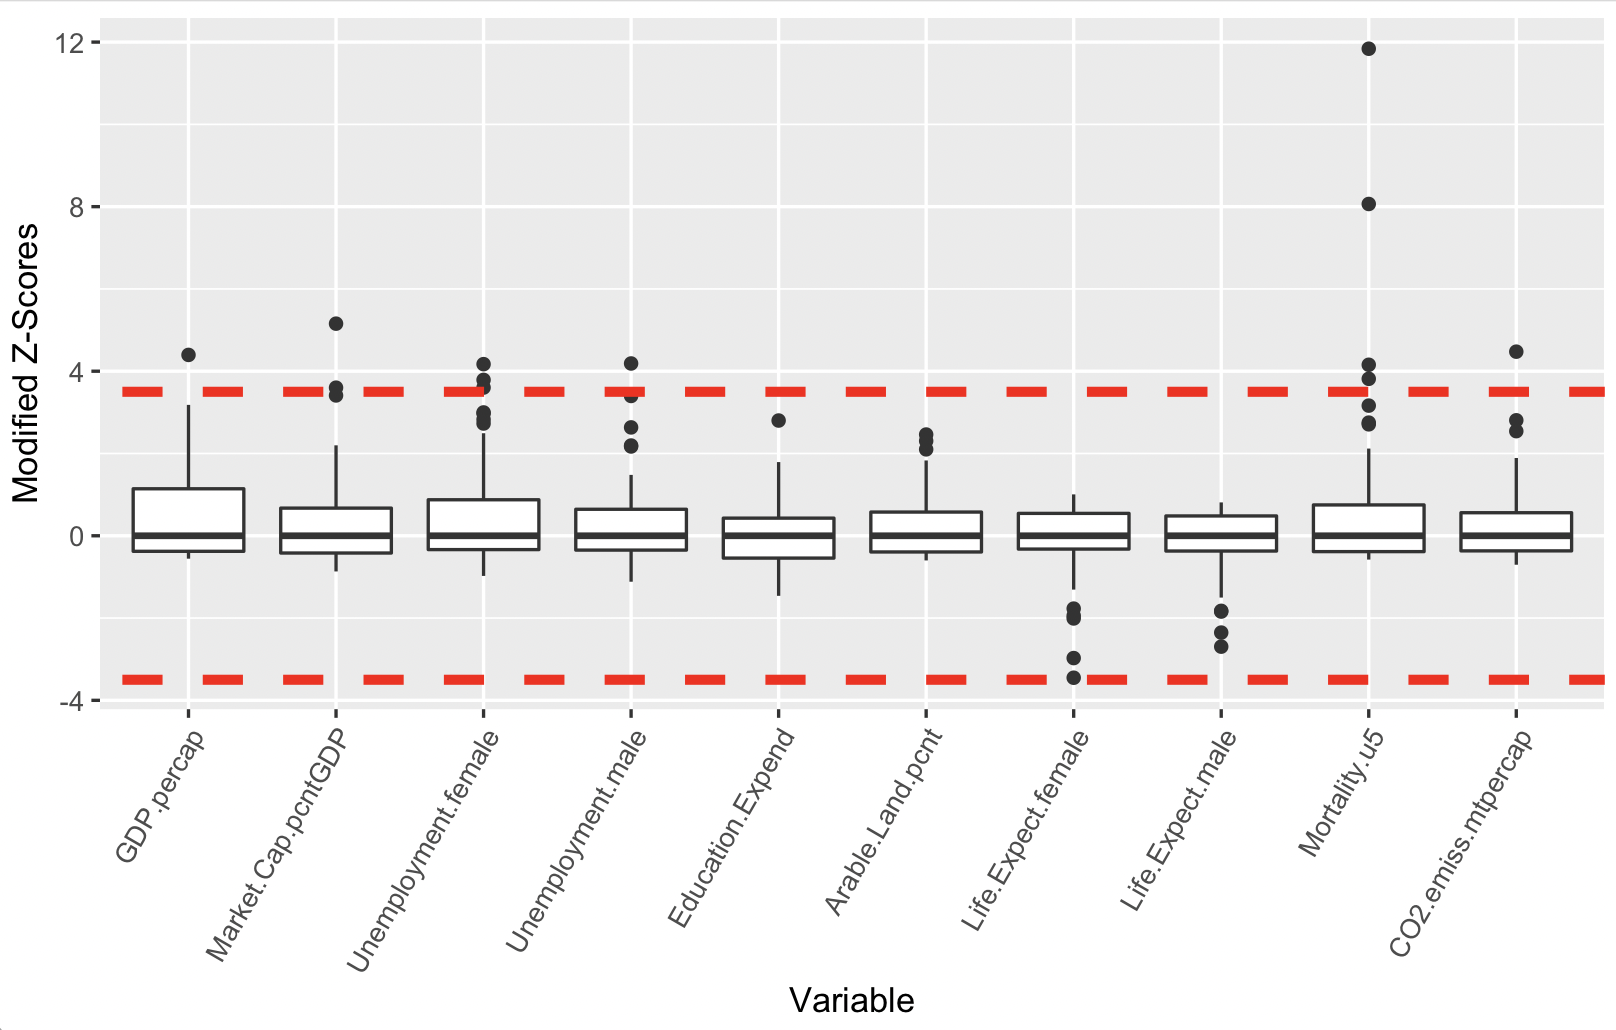 Modified Z-Scores
12
8
4
0
-4
GDP.percap
Market.Cap.pcntGDP
Unemployment.female
Unemployment.male
Education.Expend
Arable.Land.pcnt
Life.Expect.female
Life.Expect.male
Mortality.u5
CO2.emiss.mtpercap
Variable